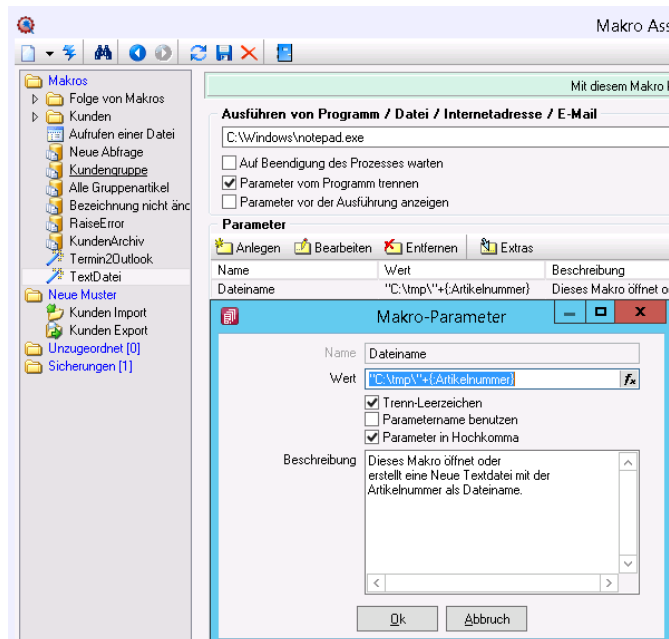 Makro Ass
Makros
Folge von Makros
Kunden
Aufrufen einer Datei
Neue Abfrage
Kundengruppe
Alle Gruppenartikel
Bezeichnung nicht änd
RaiseError
KundenArchiv
Termin2Outlook
TextDatei
Neue Muster
Kunden Import
Kunden Export
Unzugeordnet [0]
Sicherungen [1]
Mit diesem Makro k
Ausführen von Programm / Datei / Internetadresse / E-Mail
C:\Windows\notepad.exe
Auf Beendigung des Prozesses warten
Parameter vom Programm trennen
Parameter vor der Ausführung anzeigen
Parameter
Anlegen Bearbeiten Entfernen Extras
Name Wert Beschreibung
Dateiname "C:\tmp\"+{:Artikelnummer} Dieses Makro öffnet o
Makro-Parameter
Name Dateiname
Wert "C:\tmp\"+{:Artikelnummer} fx
Trenn-Leerzeichen
Parametername benutzen
Parameter in Hochkomma
Beschreibung Dieses Makro öffnet oder
erstellt eine Neue Textdatei mit der
Artikelnummer als Dateiname.
Ok Abbruch